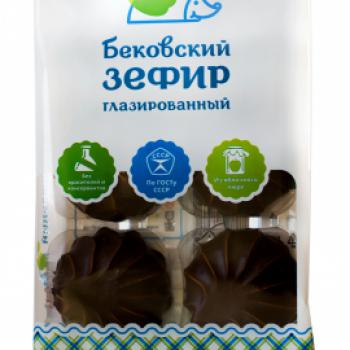 Бековский
ЗЕФИР
глазированный
Без
красителей и
консервантов
СССР
По ГОСТу
СССР
Из яблочного
пюре